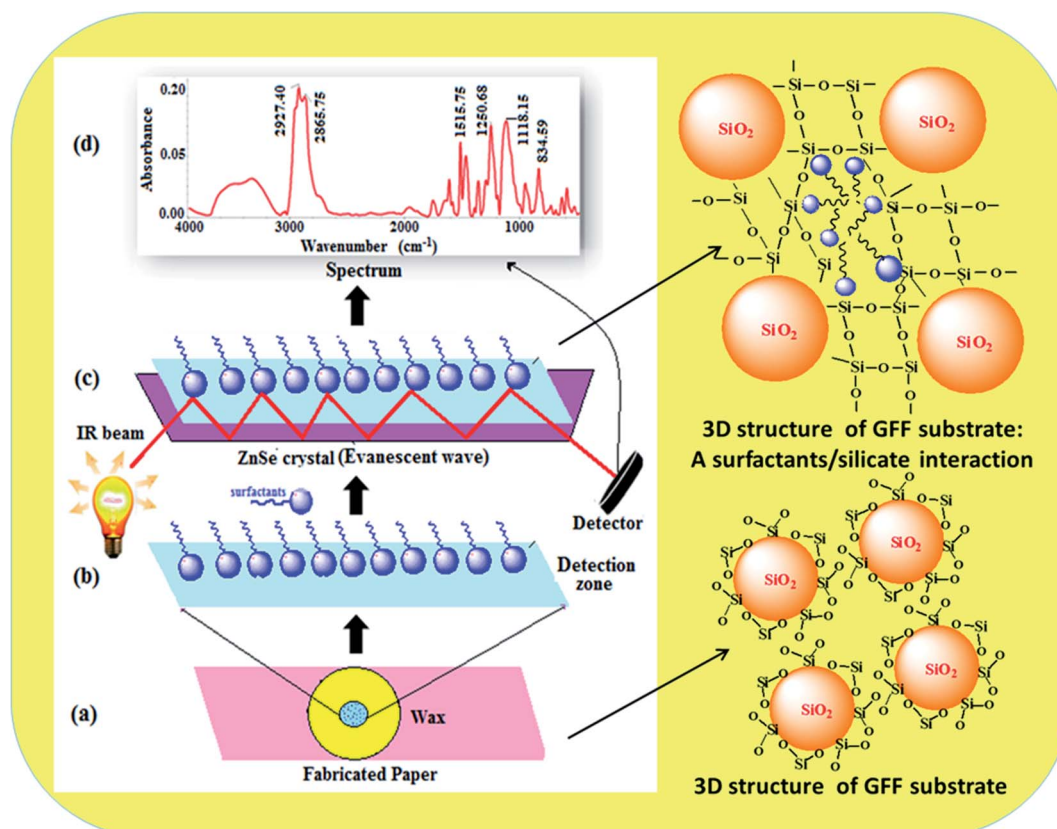 (d)
Absorbance
0.20
0.05
0.00
2927.40
2865.75
1515.75
1250.68
1118.15
834.59
4000
3000
2000
1000
Wavenumber (cm-1)
Spectrum
(c)
IR beam
ZnSe crystal (Evanescent wave)
surfactants
Detector
(b)
Detection
zone
(a)
Wax
Fabricated Paper
SiO2
SiO2
SiO2
SiO2
3D structure of GFF substrate:
A surfactants/silicate interaction
SiO2
SiO2
SiO2
SiO2
3D structure of GFF substrate